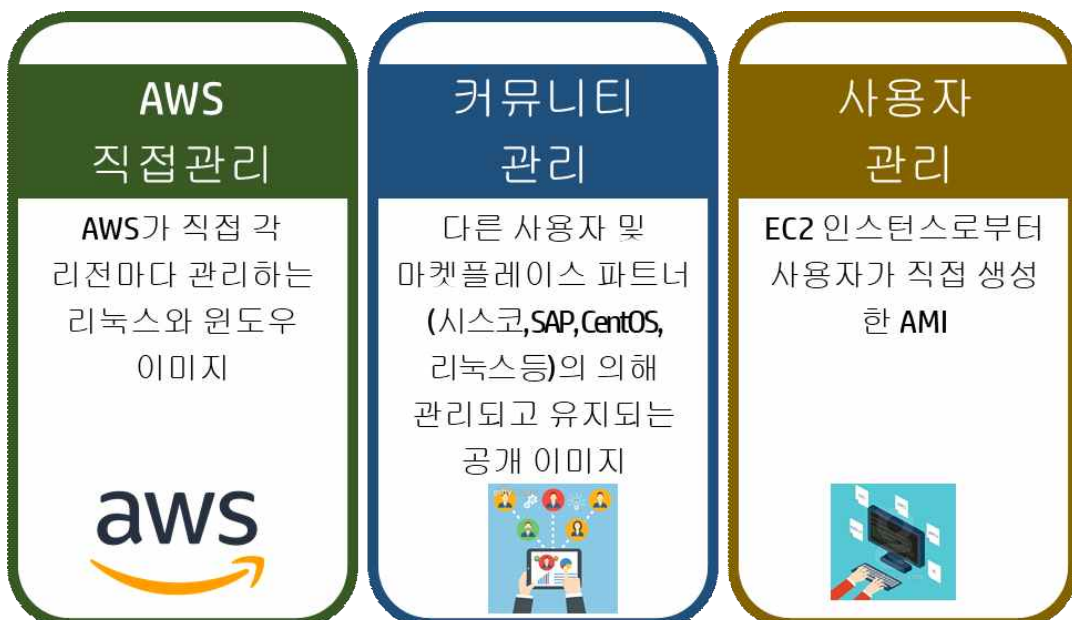 AWS
직접관리
AWS가 직접 각
리전마다 관리하는
리눅스와 윈도우
이미지
aws
커뮤니티
관리
다른 사용자 및
마켓플레이스 파트너
(시스코,SAP,CentOS,
리눅스등)의 의해
관리되고 유지되는
공개 이미지
사용자
관리
EC2 인스턴스로부터
사용자가 직접 생성
한 AMI